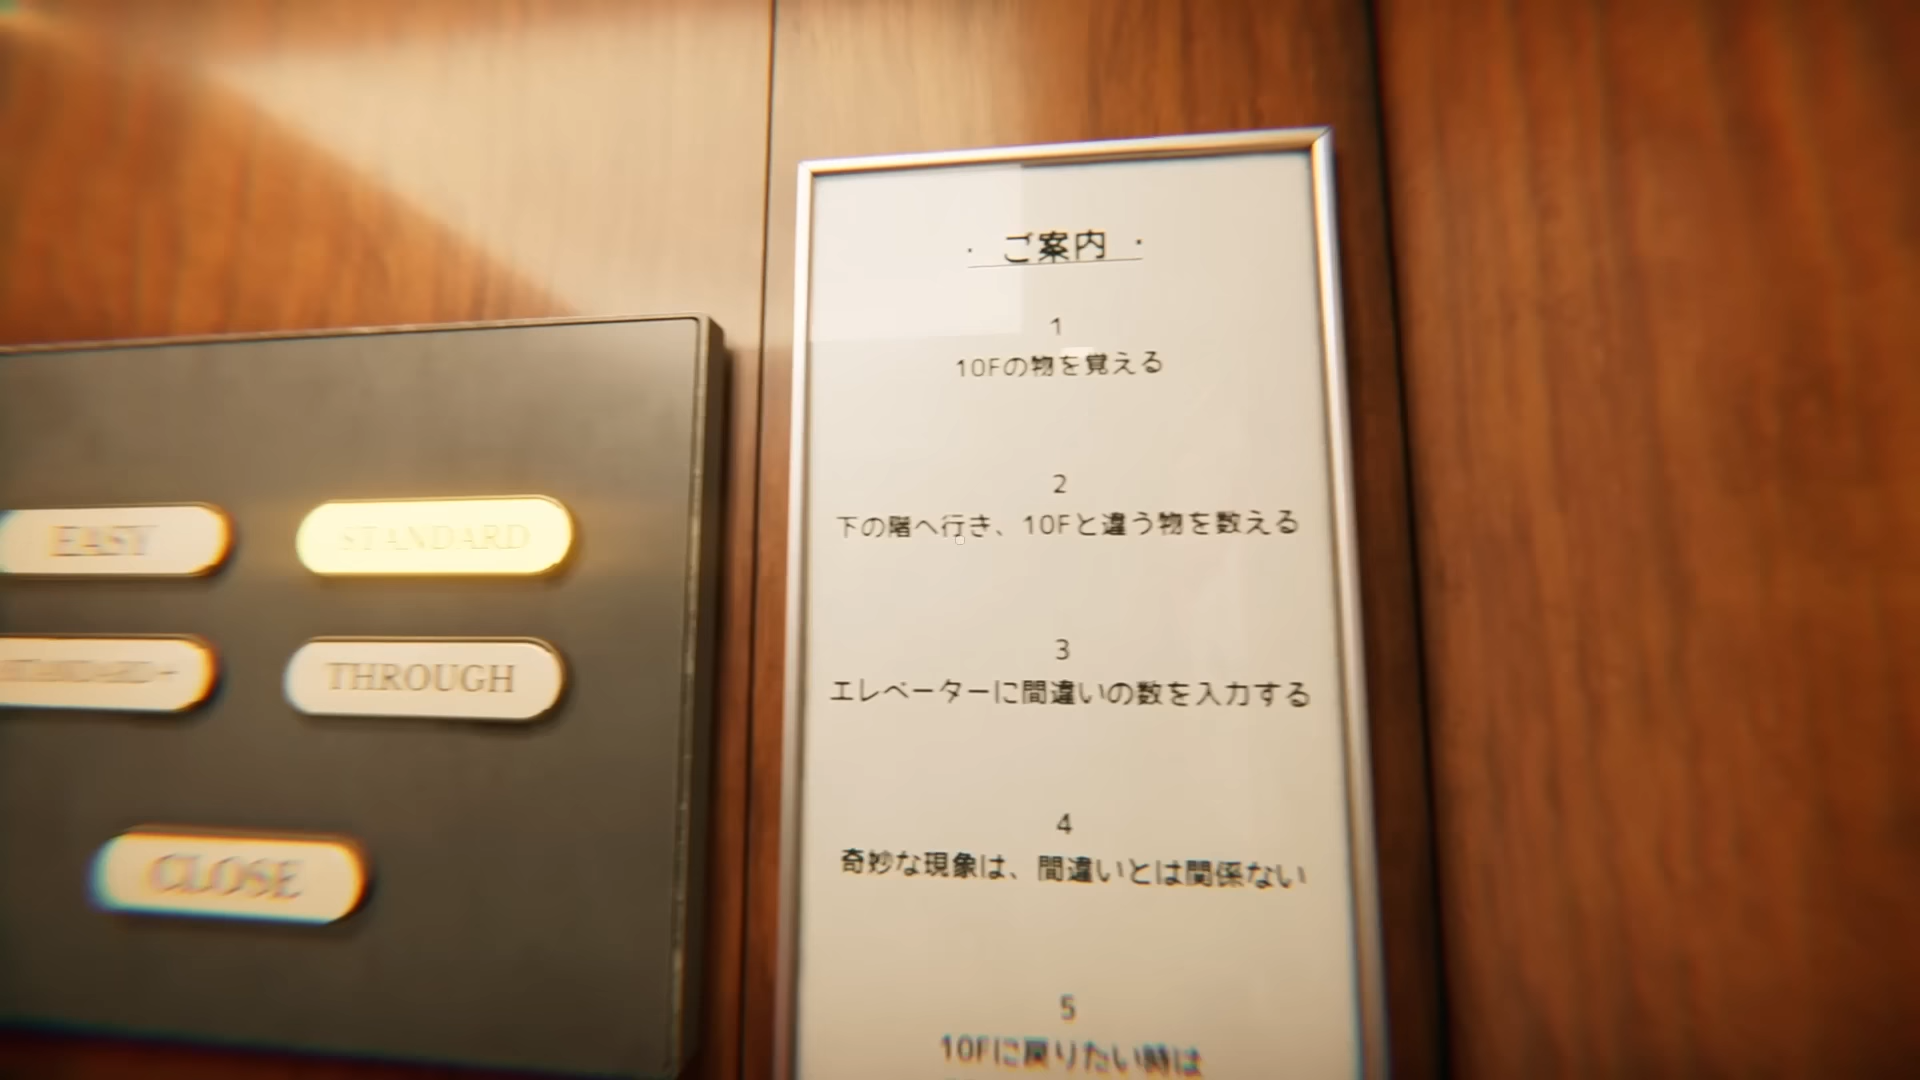 EASY
STANDARD
STANDARD+
THROUGH
CLOSE
・ ご案内 ・
1
10Fの物を覚える
2
下の階へ行き、10Fと違う物を数える
3
エレベーターに間違いの数を入力する
4
奇妙な現象は、間違いとは関係ない
5
10Fに戻りたい時は